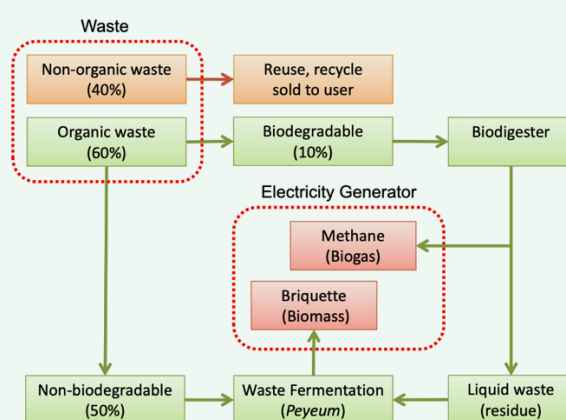 Waste
Non-organic waste
(40%)
Reuse, recycle
sold to user
Organic waste
(60%)
Biodegradable
(10%)
Biodigester
Electricity Generator
Methane
(Biogas)
Briquette
(Biomass)
Non-biodegradable
(50%)
Waste Fermentation
(Peyeum)
Liquid waste
(residue)